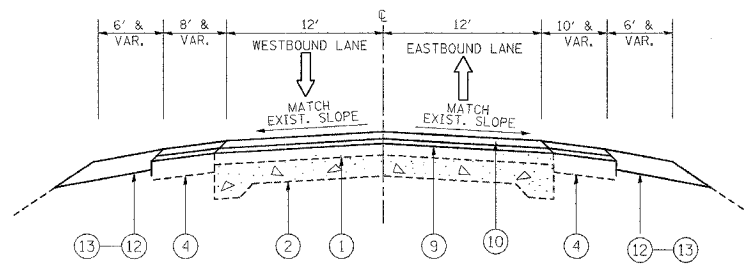 ℄
6' & VAR.
8' & VAR.
12'
12'
10' & VAR.
6' & VAR.
WESTBOUND LANE
EASTBOUND LANE
MATCH EXIST. SLOPE
MATCH EXIST. SLOPE
13 12 4 2 1 9 10 4 12 13